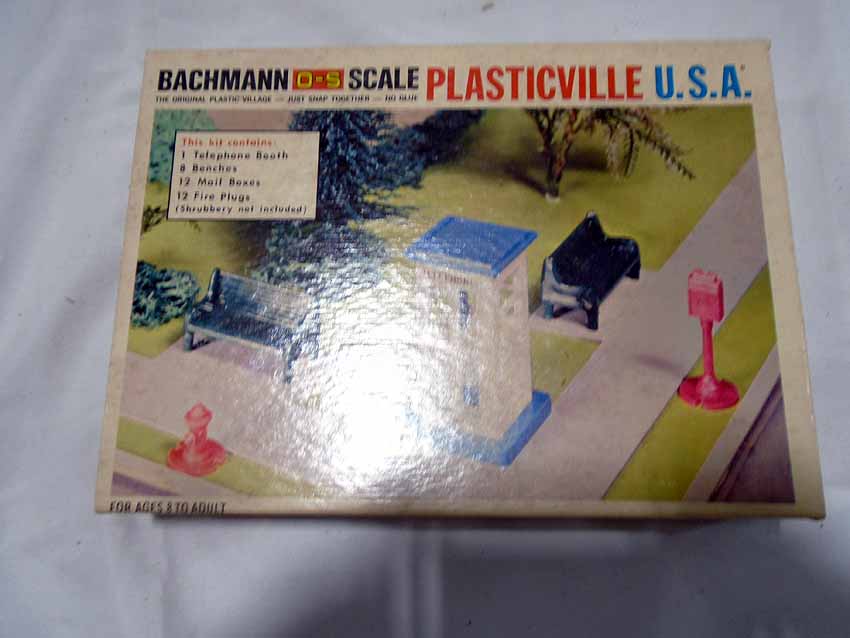 BACHMANN O-S SCALE PLASTICVILLE U.S.A.
THE ORIGINAL PLASTIC VILLAGE — JUST SNAP TOGETHER — NO GLUE
This kit contains:
1 Telephone Booth
8 Benches
12 Mail Boxes
12 Fire Plugs
(Shrubbery not included)
TELEPHONE
FOR AGES 8 TO ADULT